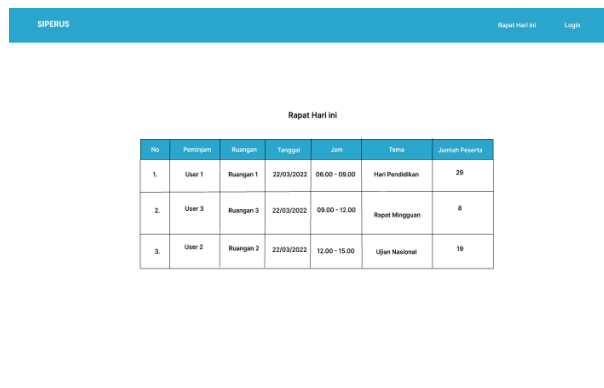 SIPERUS Rapat Hari ini Login
Rapat Hari ini
No Peminjam Ruangan Tanggal Jam Tema Jumlah Peserta
1. User 1 Ruangan 1 22/03/2022 06.00 - 09.00 Hari Pendidikan 29
2. User 3 Ruangan 3 22/03/2022 09.00 - 12.00 Rapat Mingguan 8
3. User 2 Ruangan 2 22/03/2022 12.00 - 15.00 Ujian Nasional 19